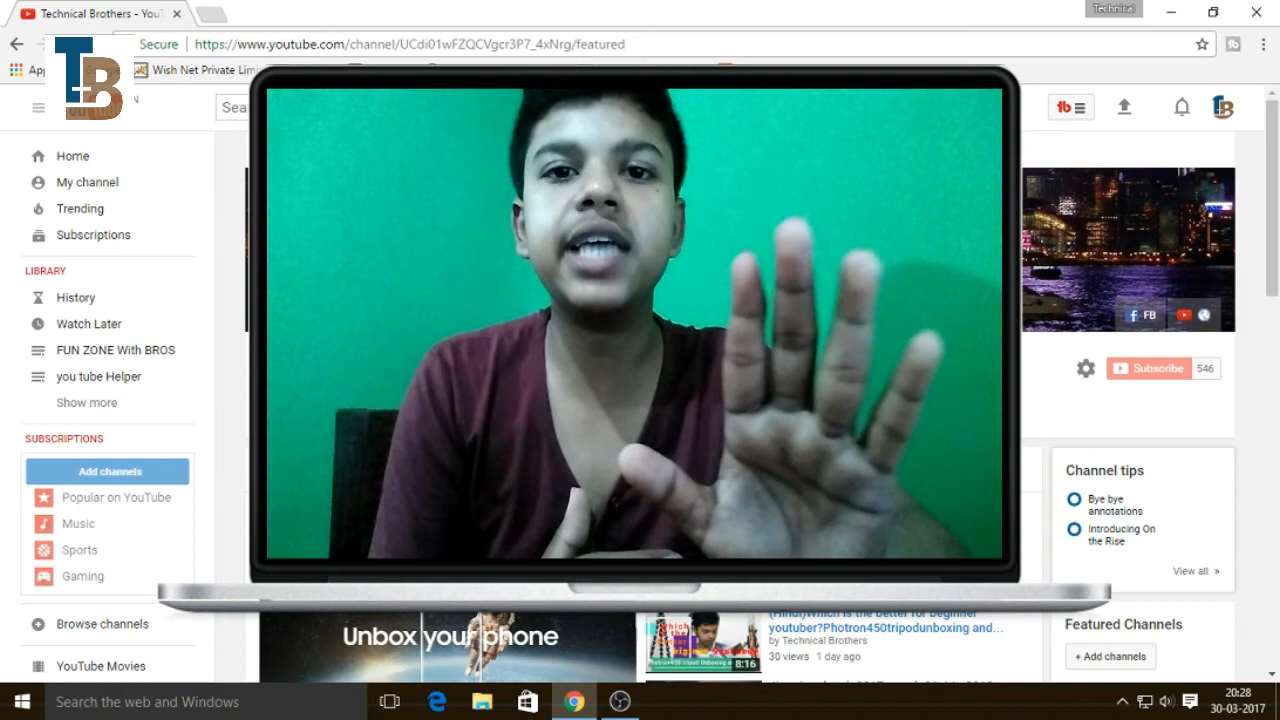 Technical Brothers - You
Technical
Secure
https://www.youtube.com/channel/UCdi01wFZQCVgcr3P7_4xNrg/featured
Wish Net Private Limi
TB
Sea
Home
My channel
Trending
Subscriptions
LIBRARY
History
Watch Later
FUN ZONE With BROS
you tube Helper
Show more
SUBSCRIPTIONS
Add channels
Popular on YouTube
Music
Sports
Gaming
Browse channels
YouTube Movies
FB
Subscribe 546
Channel tips
Bye bye
annotations
Introducing On
the Rise
View all »
Unbox your phone
8:16
(Hindi)Which is the better for beginner
youtuber?Photron450tripodunboxing and...
by Technical Brothers
30 views 1 day ago
Featured Channels
+ Add channels
Search the web and Windows
20:28
30-03-2017